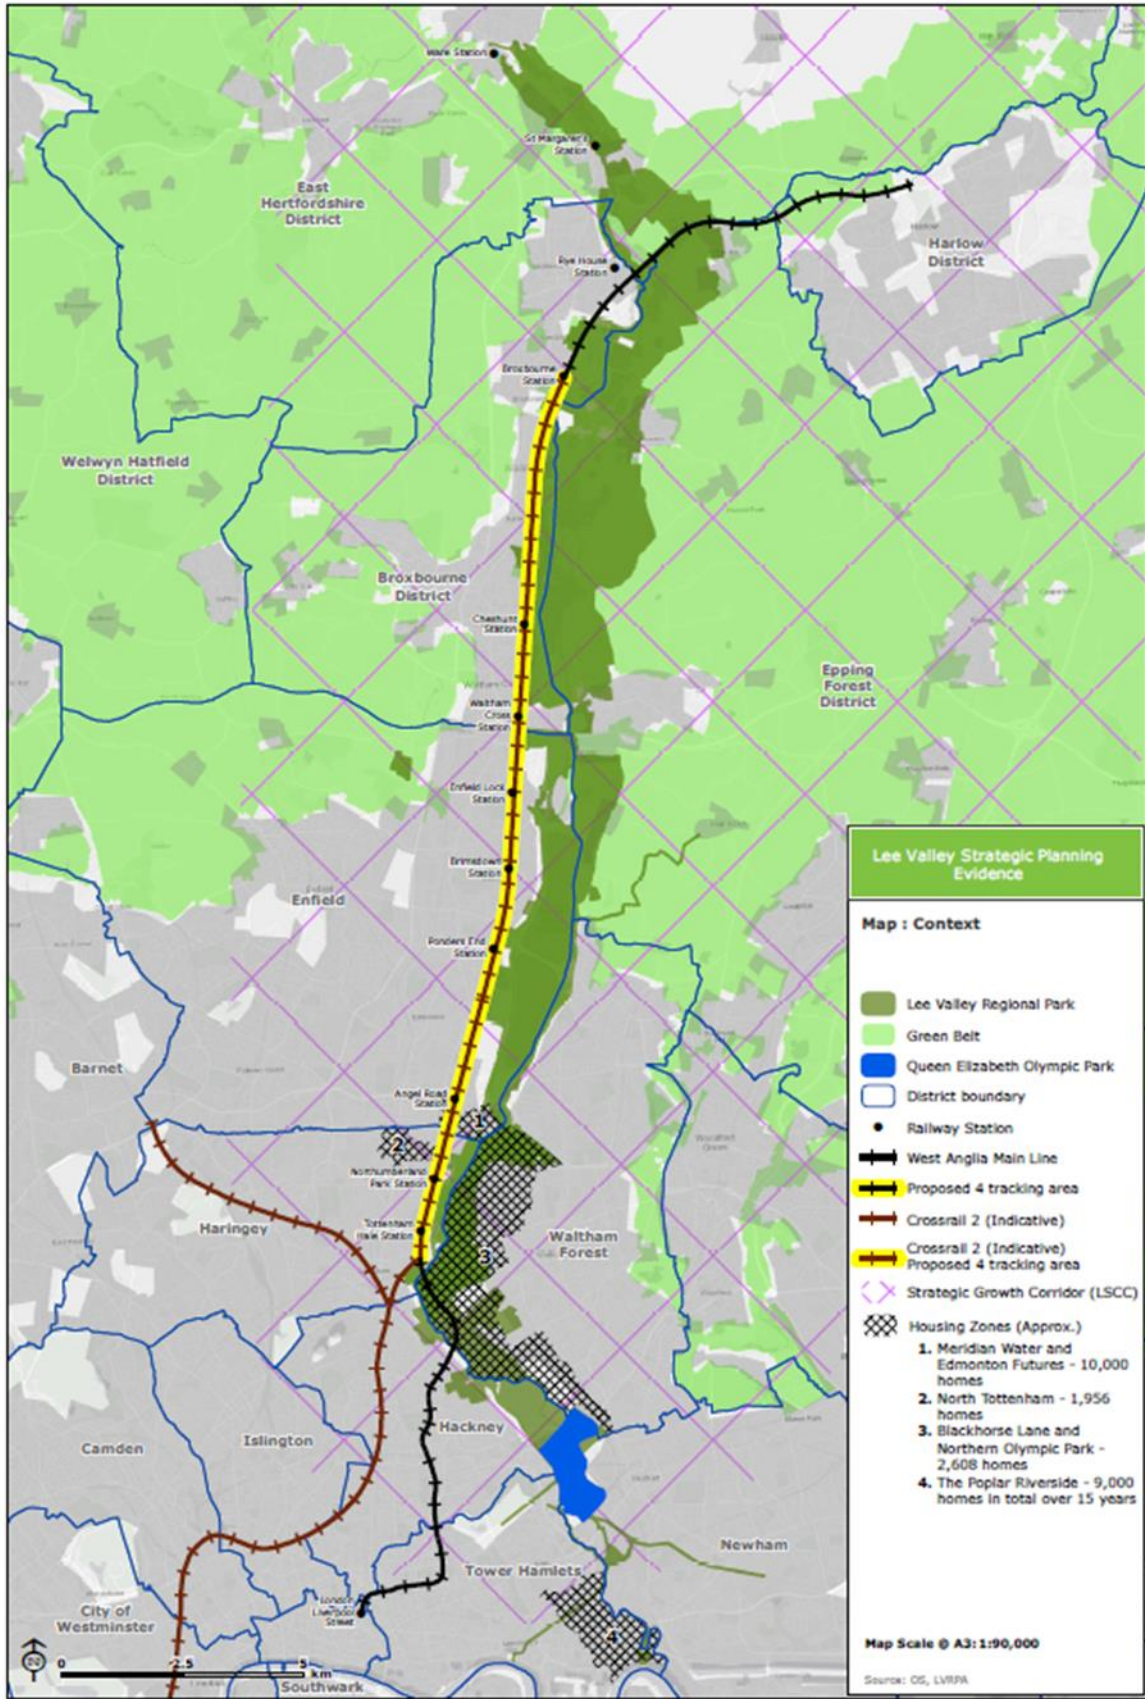 Ware Station
St Margaret's
Station
East
Hertfordshire
District
Harlow
District
Rye House
Station
Broxbourne
Station
Welwyn Hatfield
District
Broxbourne
District
Cheshunt
Station
Waltham
Cross
Station
Epping
Forest
District
Enfield Lock
Station
Brimsdown
Station
Enfield
Ponders End
Station
Barnet
Angel Road
Station
1
2
Northumberland
Park Station
Haringey
Tottenham
Hale Station
Waltham
Forest
3
Hackney
Camden
Islington
Newham
Tower Hamlets
City of
Westminster
London
Liverpool
Street
4
Southwark
N
0 2.5 5
km
Lee Valley Strategic Planning
Evidence
Map : Context
Lee Valley Regional Park
Green Belt
Queen Elizabeth Olympic Park
District boundary
Railway Station
West Anglia Main Line
Proposed 4 tracking area
Crossrail 2 (Indicative)
Crossrail 2 (Indicative)
Proposed 4 tracking area
Strategic Growth Corridor (LSCC)
Housing Zones (Approx.)
1. Meridian Water and
Edmonton Futures - 10,000
homes
2. North Tottenham - 1,956
homes
3. Blackhorse Lane and
Northern Olympic Park -
2,608 homes
4. The Poplar Riverside - 9,000
homes in total over 15 years
Map Scale @ A3: 1:90,000
Source: OS, LVRPA